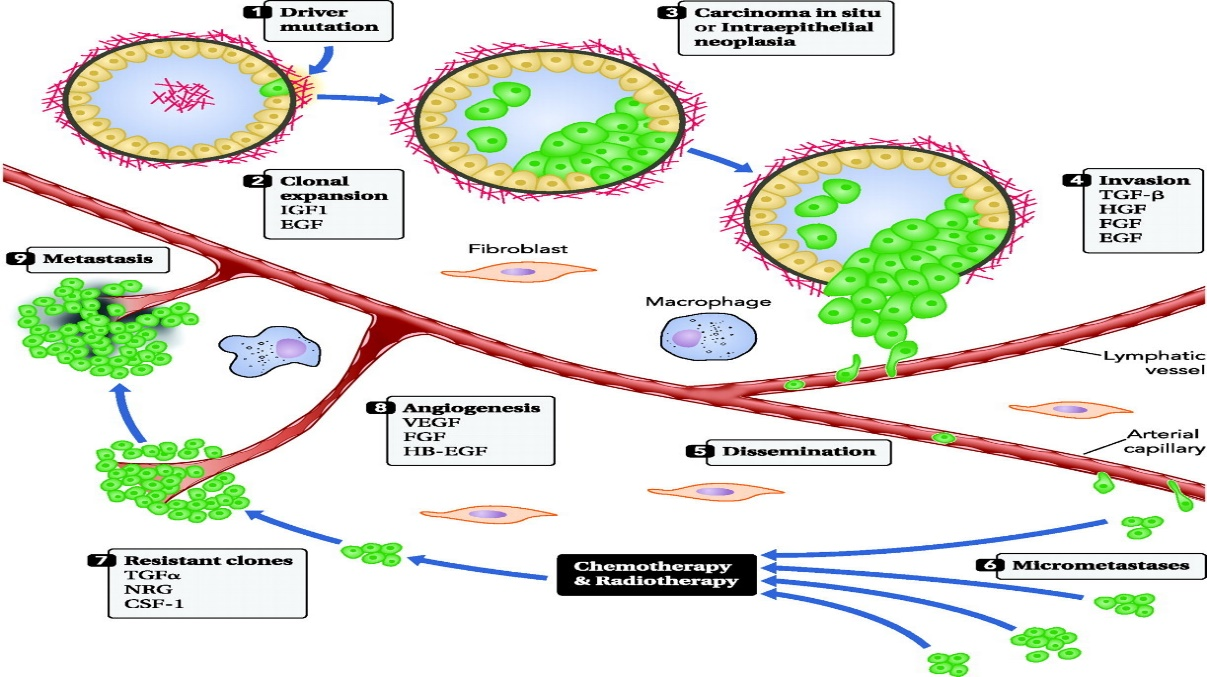 1 Driver
mutation
3 Carcinoma in situ
or Intraepithelial
neoplasia
2 Clonal
expansion
IGF1
EGF
4 Invasion
TGF-β
HGF
FGF
EGF
Fibroblast
9 Metastasis
Macrophage
Lymphatic
vessel
8 Angiogenesis
VEGF
FGF
HB-EGF
5 Dissemination
Arterial
capillary
7 Resistant clones
TGFα
NRG
CSF-1
Chemotherapy
& Radiotherapy
6 Micrometastases